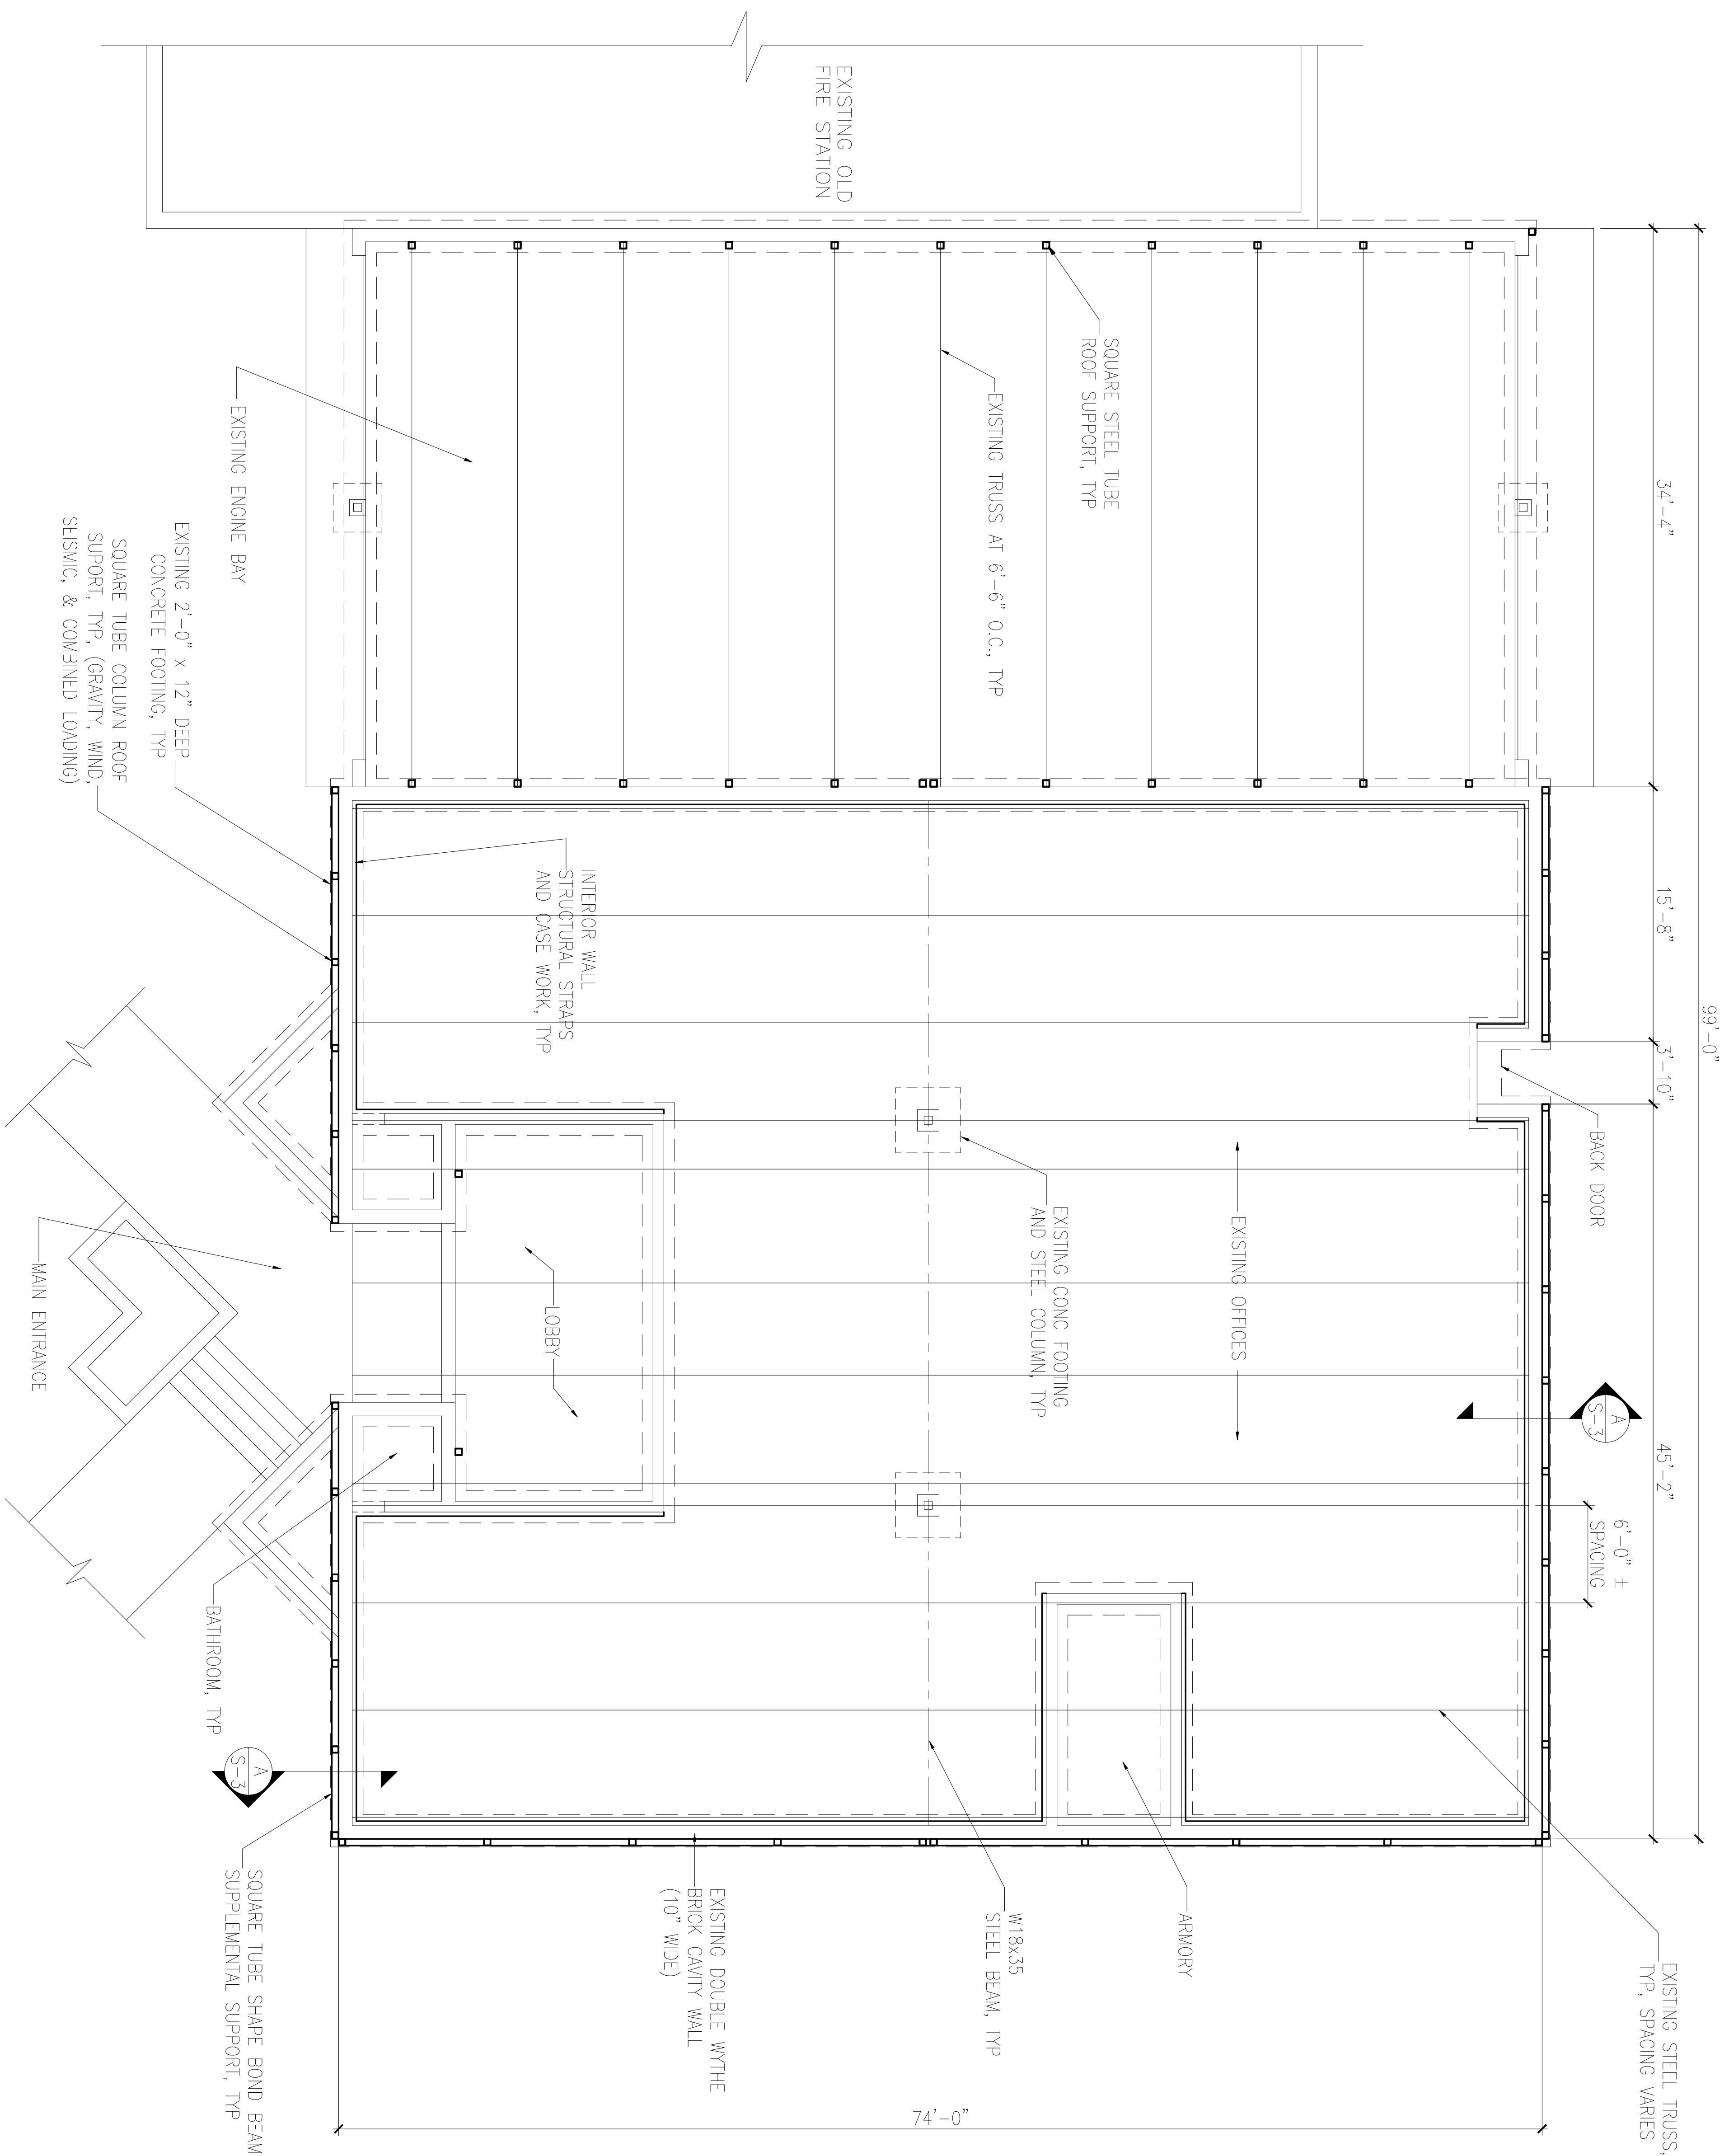 EXISTING OLD
FIRE STATION
34'-4"
15'-8"
3'-10"
45'-2"
99'-0"
74'-0"
SQUARE STEEL TUBE
ROOF SUPPORT, TYP
EXISTING TRUSS AT 6'-6" O.C., TYP
EXISTING ENGINE BAY
EXISTING 2'-0" x 12" DEEP
CONCRETE FOOTING, TYP
SQUARE TUBE COLUMN ROOF
SUPORT, TYP, (GRAVITY, WIND,
SEISMIC, & COMBINED LOADING)
INTERIOR WALL
STRUCTURAL STRAPS
AND CASE WORK, TYP
BACK DOOR
EXISTING OFFICES
EXISTING CONC FOOTING
AND STEEL COLUMN, TYP
LOBBY
MAIN ENTRANCE
A
S-3
6'-0" ±
SPACING
BATHROOM, TYP
A
S-3
EXISTING STEEL TRUSS,
TYP, SPACING VARIES
ARMORY
W18x35
STEEL BEAM, TYP
EXISTING DOUBLE WYTHE
BRICK CAVITY WALL
(10" WIDE)
SQUARE TUBE SHAPE BOND BEAM
SUPPLEMENTAL SUPPORT, TYP